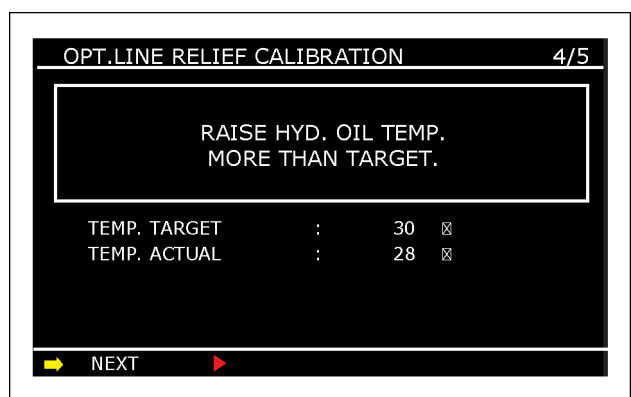 OPT.LINE RELIEF CALIBRATION 4/5
RAISE HYD. OIL TEMP.
MORE THAN TARGET.
TEMP. TARGET : 30
TEMP. ACTUAL : 28
NEXT